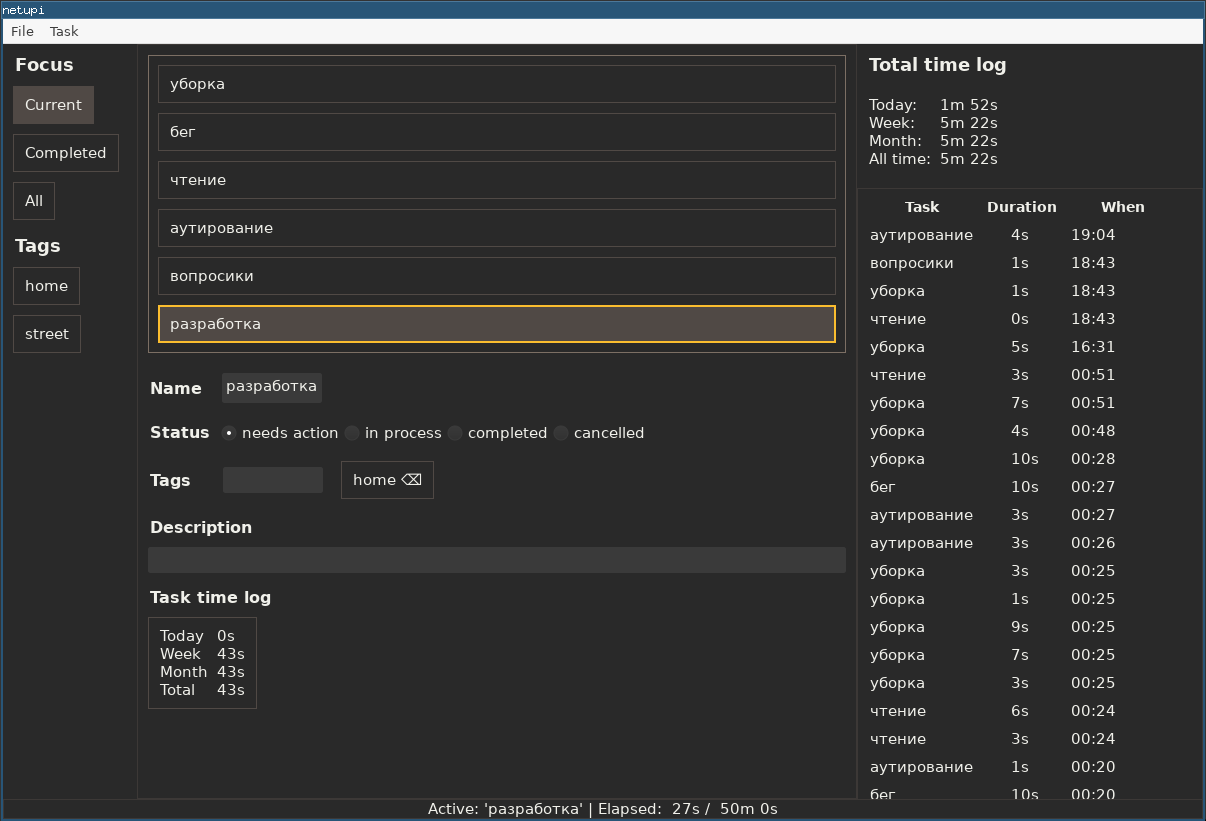 netupi
File Task
Focus
Current
Completed
All
Tags
home
street
уборка
бег
чтение
аутирование
вопросики
разработка
Name разработка
Status needs action in process completed cancelled
Tags home ⌫
Description
Task time log
Today 0s
Week 43s
Month 43s
Total 43s
Total time log
Today: 1m 52s
Week: 5m 22s
Month: 5m 22s
All time: 5m 22s
Task Duration When
аутирование 4s 19:04
вопросики 1s 18:43
уборка 1s 18:43
чтение 0s 18:43
уборка 5s 16:31
чтение 3s 00:51
уборка 7s 00:51
уборка 4s 00:48
уборка 10s 00:28
бег 10s 00:27
аутирование 3s 00:27
аутирование 3s 00:26
уборка 3s 00:25
уборка 1s 00:25
уборка 9s 00:25
уборка 7s 00:25
уборка 3s 00:25
чтение 6s 00:24
чтение 3s 00:24
аутирование 1s 00:20
бег 10s 00:20
Active: 'разработка' | Elapsed: 27s / 50m 0s